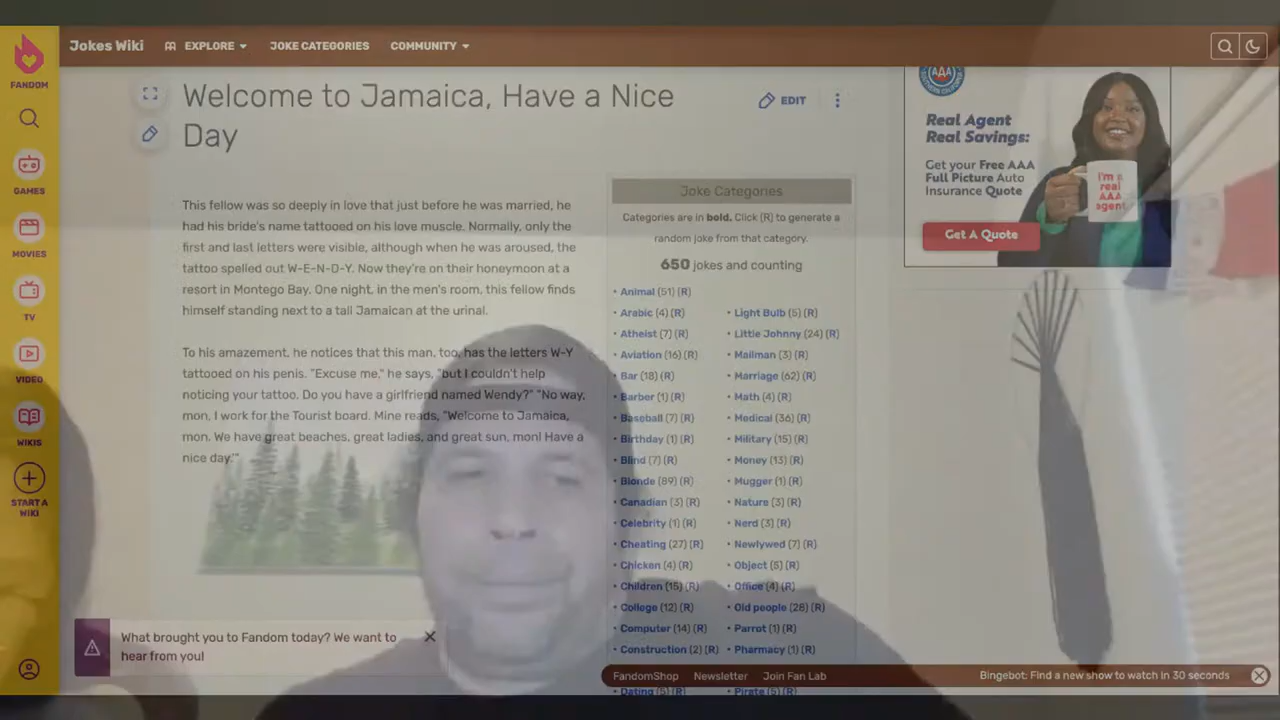 Jokes Wiki
EXPLORE
JOKE CATEGORIES
COMMUNITY
FANDOM
GAMES
MOVIES
TV
VIDEO
WIKIS
START A
WIKI
Welcome to Jamaica, Have a Nice
Day
EDIT
This fellow was so deeply in love that just before he was married, he
had his bride's name tattooed on his love muscle. Normally, only the
first and last letters were visible, although when he was aroused, the
tattoo spelled out W-E-N-D-Y. Now they're on their honeymoon at a
resort in Montego Bay. One night, in the men's room, this fellow finds
himself standing next to a tall Jamaican at the urinal.
To his amazement, he notices that this man, too, has the letters W-Y
tattooed on his penis. "Excuse me," he says, "but I couldn't help
noticing your tattoo. Do you have a girlfriend named Wendy?" "No way,
mon, I work for the Tourist board. Mine reads, "Welcome to Jamaica,
mon. We have great beaches, great ladies, and great sun, mon! Have a
nice day.'"
Joke Categories
Categories are in bold. Click (R) to generate a
random joke from that category.
650 jokes and counting
• Animal (51) (R)
• Arabic (4) (R)
• Atheist (7) (R)
• Aviation (16) (R)
• Bar (18) (R)
• Barber (1) (R)
• Baseball (7) (R)
• Birthday (1) (R)
• Blind (7) (R)
• Blonde (89) (R)
• Canadian (3) (R)
• Celebrity (1) (R)
• Cheating (27) (R)
• Chicken (4) (R)
• Children (15) (R)
• College (12) (R)
• Computer (14) (R)
• Construction (2) (R)
• Dating (5) (R)
• Light Bulb (5) (R)
• Little Johnny (24) (R)
• Mailman (3) (R)
• Marriage (62) (R)
• Math (4) (R)
• Medical (36) (R)
• Military (15) (R)
• Money (13) (R)
• Mugger (1) (R)
• Nature (3) (R)
• Nerd (3) (R)
• Newlywed (7) (R)
• Object (5) (R)
• Office (4) (R)
• Old people (28) (R)
• Parrot (1) (R)
• Pharmacy (1) (R)
• Pirate (5) (R)
AAA
Real Agent
Real Savings:
Get your Free AAA
Full Picture Auto
Insurance Quote
Get A Quote
I'm a
real
AAA
agent
What brought you to Fandom today? We want to
hear from you!
FandomShop
Newsletter
Join Fan Lab
Bingebot: Find a new show to watch in 30 seconds